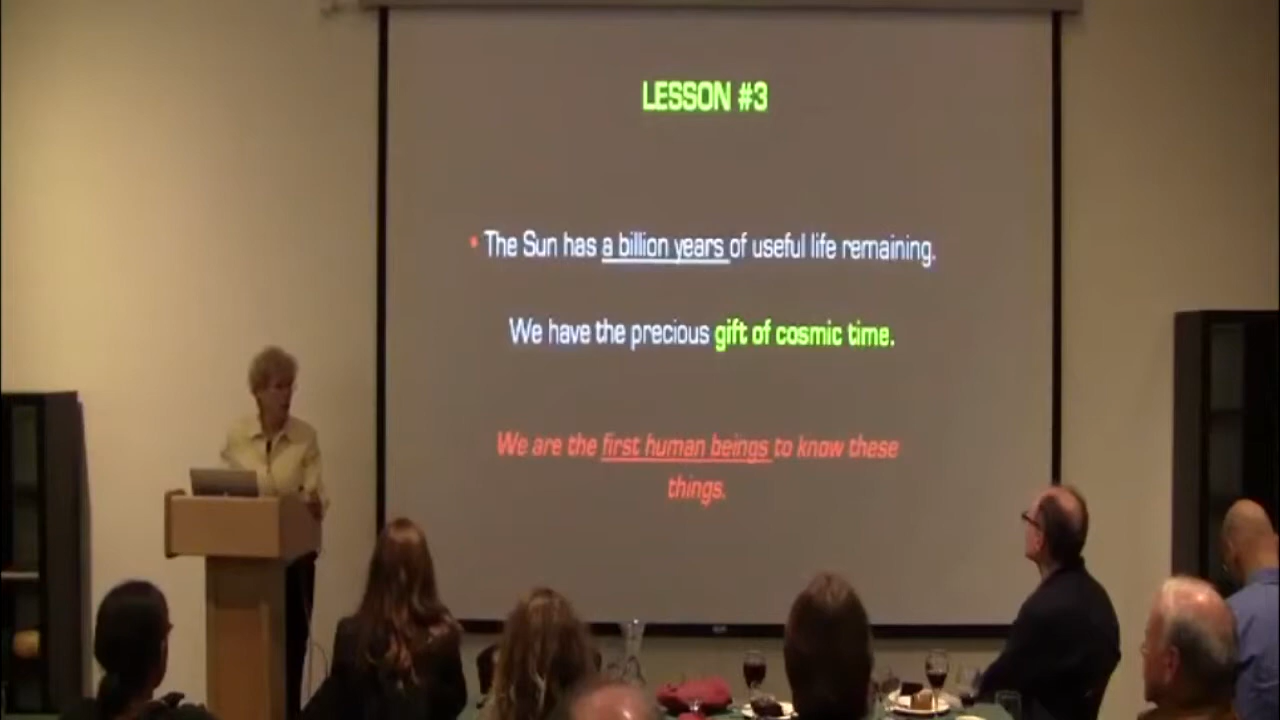 LESSON #3
• The Sun has a billion years of useful life remaining.
We have the precious gift of cosmic time.
We are the first human beings to know these
things.